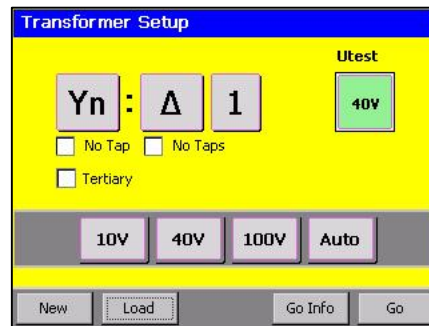 Transformer Setup
Utest
Yn : Δ 1 40V
No Tap No Taps
Tertiary
10V 40V 100V Auto
New Load Go Info Go